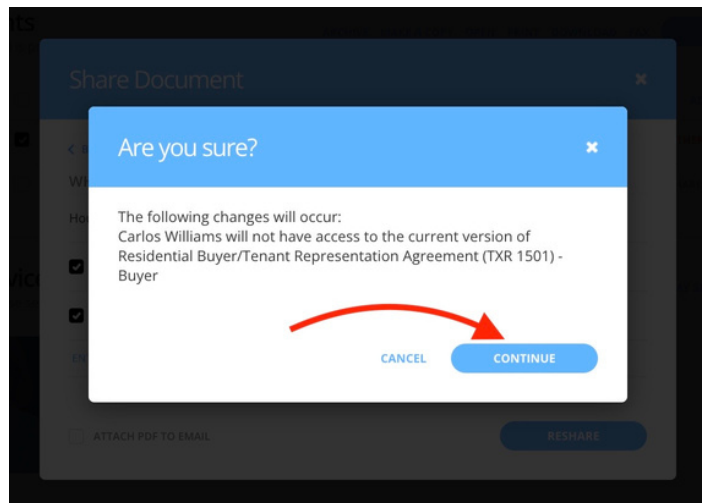 Share Document
Are you sure?
The following changes will occur:
Carlos Williams will not have access to the current version of
Residential Buyer/Tenant Representation Agreement (TXR 1501) -
Buyer
CANCEL
CONTINUE
ATTACH PDF TO EMAIL
RESHARE